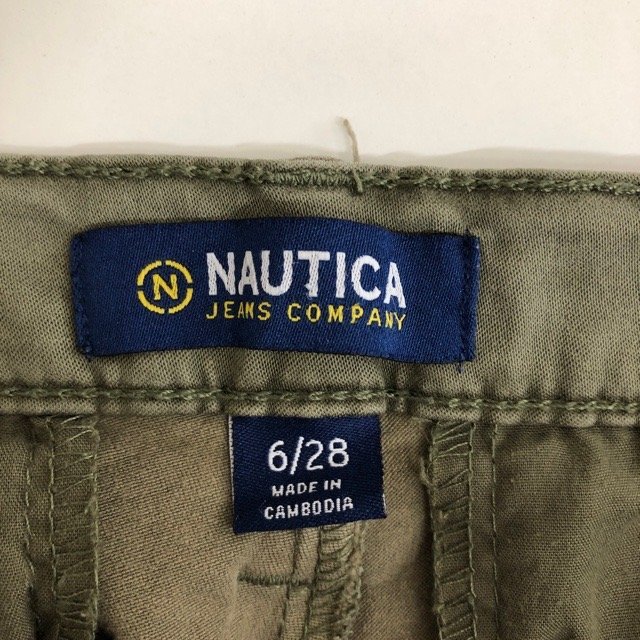 N NAUTICA
JEANS COMPANY
6/28
MADE IN
CAMBODIA